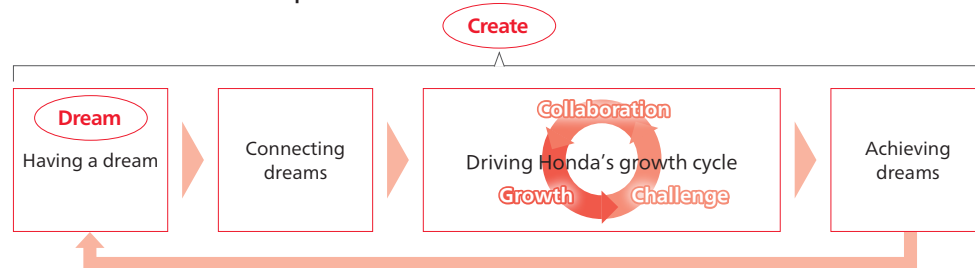 Create
Dream
Having a dream
Connecting
dreams
Collaboration
Driving Honda's growth cycle
Growth
Challenge
Achieving
dreams